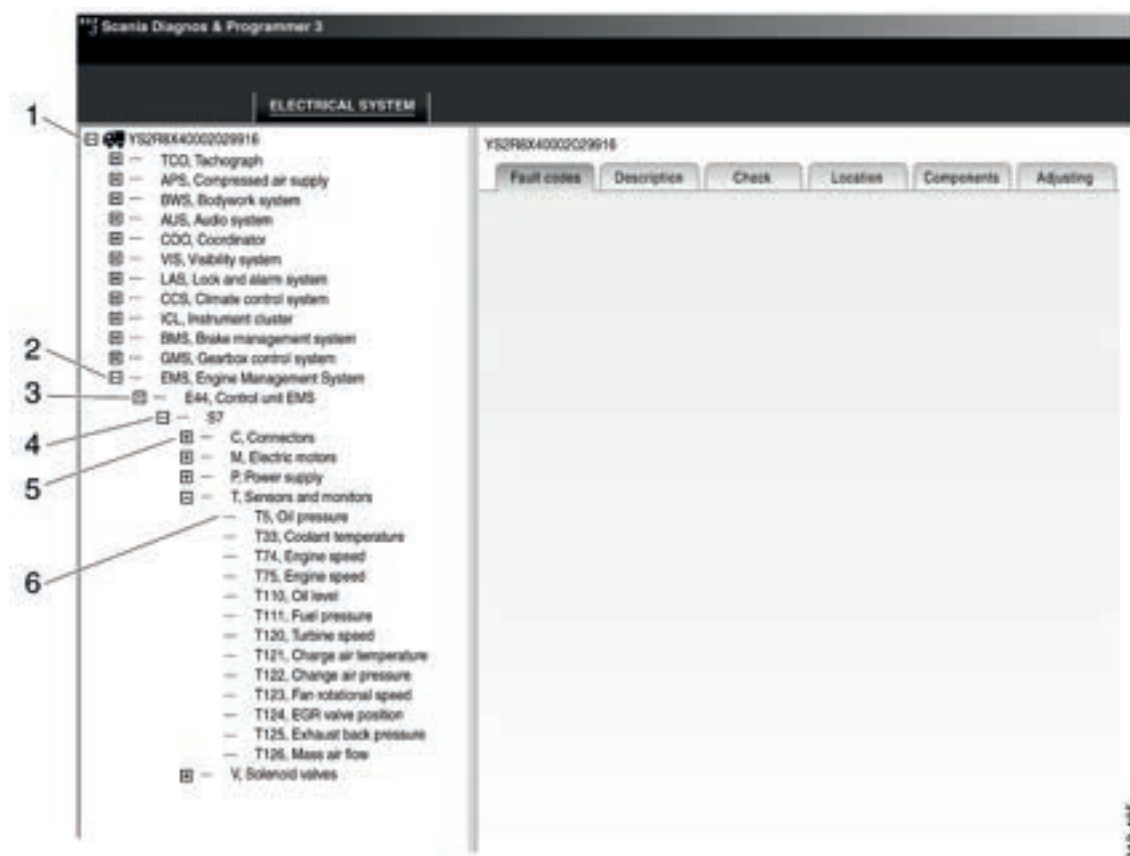 Scania Diagnos & Programmer 3
ELECTRICAL SYSTEM
1
YS2R8X40002029916
TCO, Tachograph
APS, Compressed air supply
BWS, Bodywork system
AUS, Audio system
COO, Coordinator
VIS, Visibility system
LAS, Lock and alarm system
CCS, Climate control system
ICL, Instrument cluster
BMS, Brake management system
GMS, Gearbox control system
2
EMS, Engine Management System
3
E44, Control unit EMS
4
S7
5
C, Connectors
M, Electric motors
P, Power supply
T, Sensors and monitors
6
T5, Oil pressure
T33, Coolant temperature
T74, Engine speed
T75, Engine speed
T110, Oil level
T111, Fuel pressure
T120, Turbine speed
T121, Charge air temperature
T122, Change air pressure
T123, Fan rotational speed
T124, EGR valve position
T125, Exhaust back pressure
T126, Mass air flow
V, Solenoid valves
YS2R8X40002029916
Fault codes Description Check Location Components Adjusting